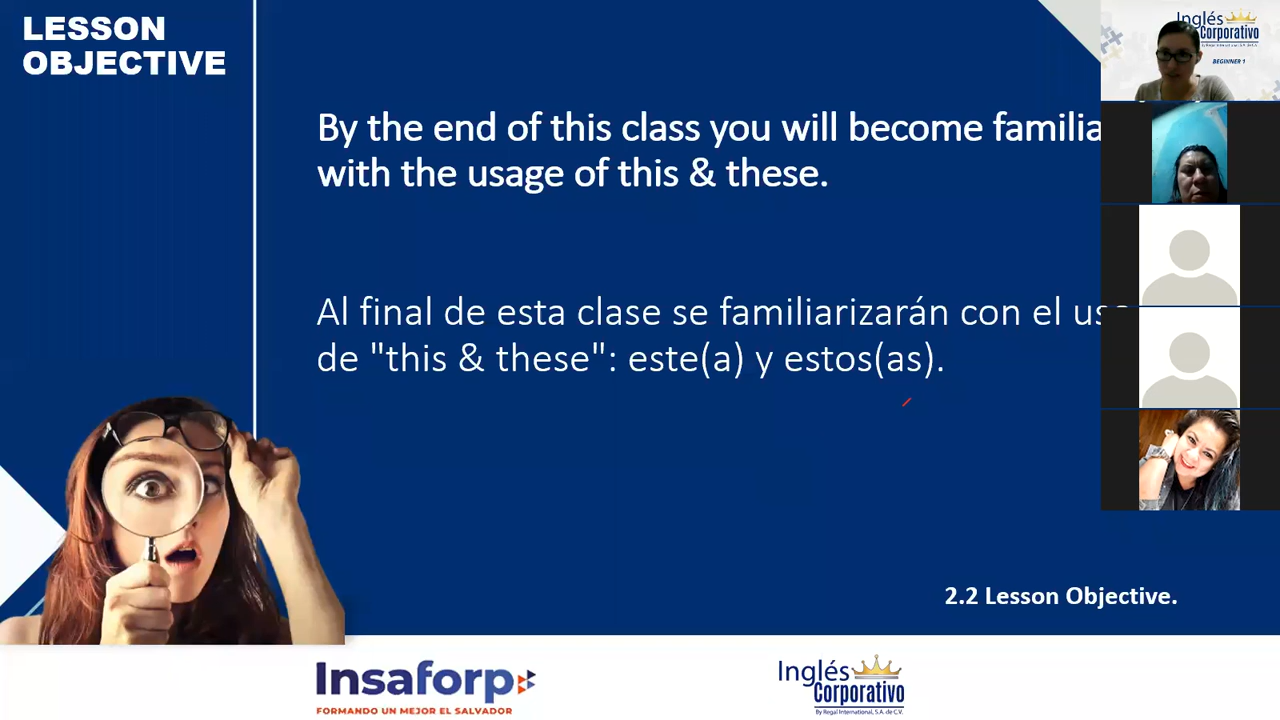 LESSON
OBJECTIVE
By the end of this class you will become familia
with the usage of this & these.
Al final de esta clase se familiarizarán con el uso
de "this & these": este(a) y estos(as).
2.2 Lesson Objective.
Insaforp
FORMANDO UN MEJOR EL SALVADOR
Inglés
Corporativo
By Regal International, S.A. de C.V.
Inglés
Corporativo
BEGINNER 1